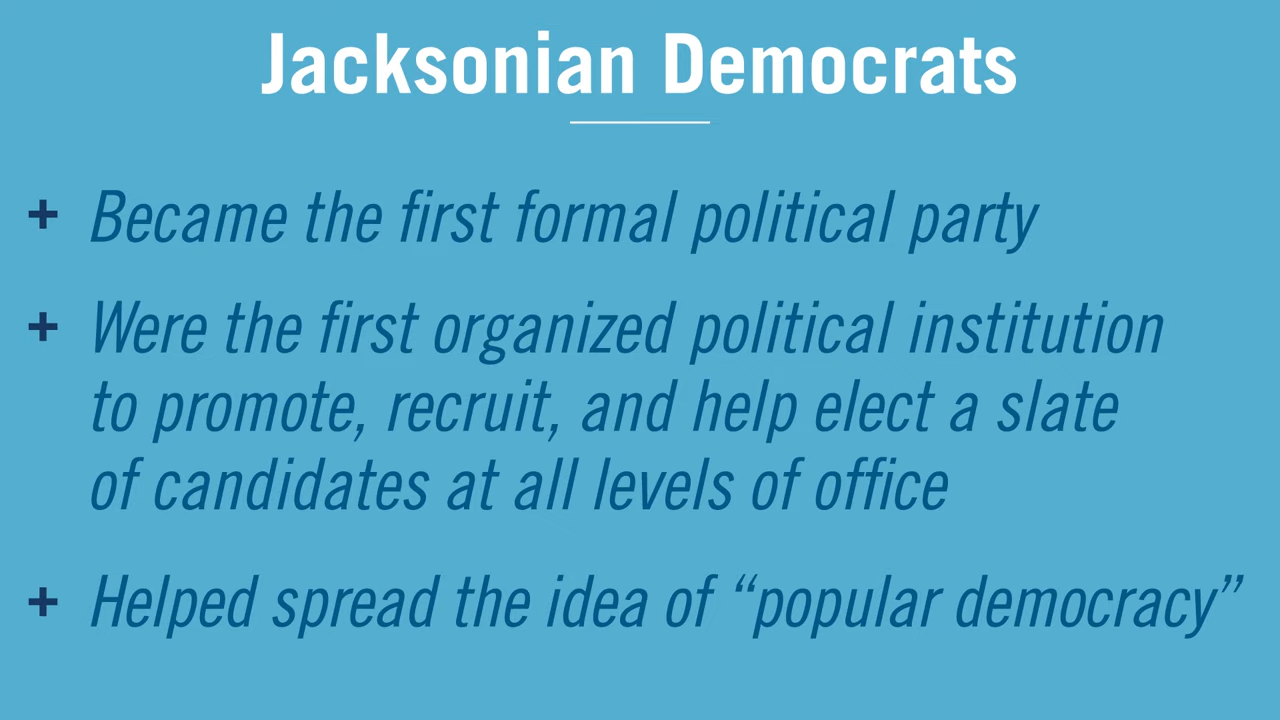 Jacksonian Democrats
+ Became the first formal political party
+ Were the first organized political institution
to promote, recruit, and help elect a slate
of candidates at all levels of office
+ Helped spread the idea of “popular democracy”